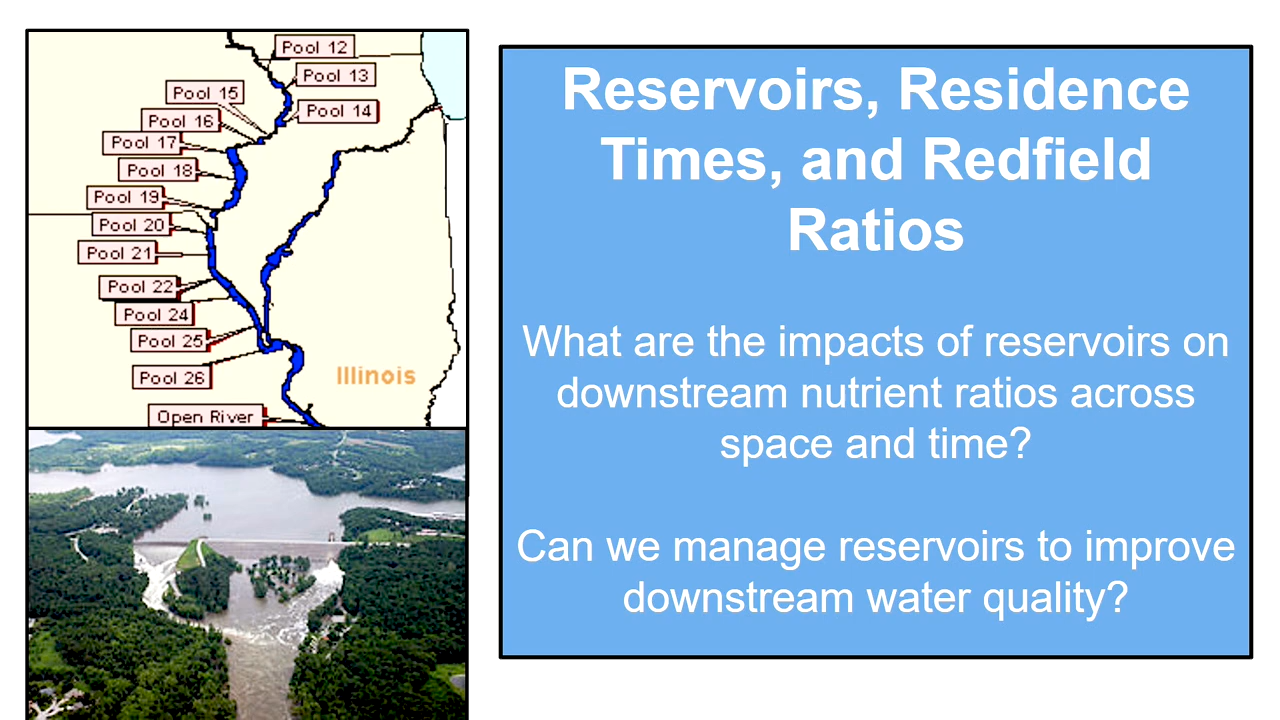 Pool 12
Pool 13
Pool 15
Pool 14
Pool 16
Pool 17
Pool 18
Pool 19
Pool 20
Pool 21
Pool 22
Pool 24
Pool 25
Pool 26
Illinois
Open River
Reservoirs, Residence
Times, and Redfield
Ratios
What are the impacts of reservoirs on
downstream nutrient ratios across
space and time?
Can we manage reservoirs to improve
downstream water quality?